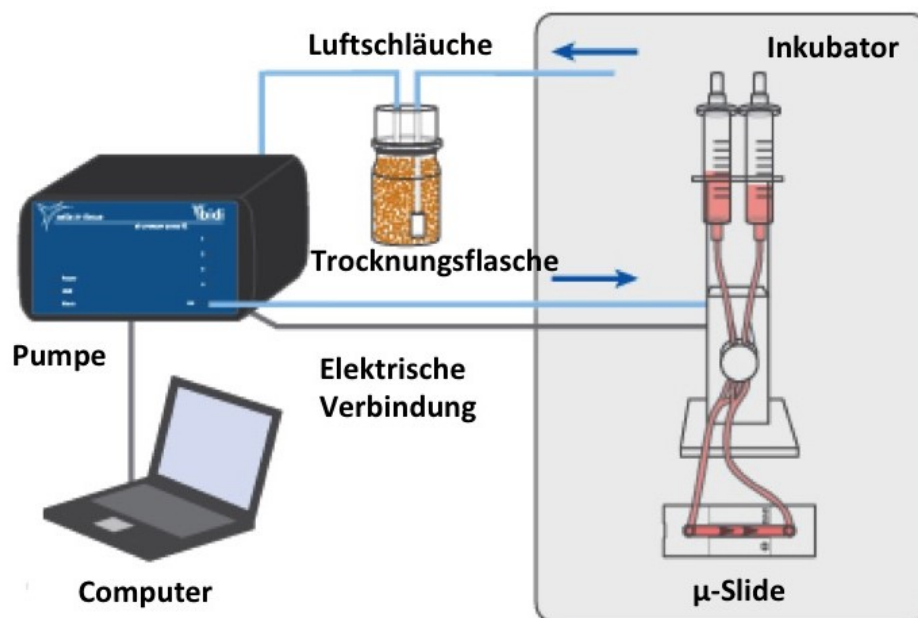 Luftschläuche
Inkubator
ibidi
Trocknungsflasche
Pumpe
Elektrische
Verbindung
Computer
µ-Slide